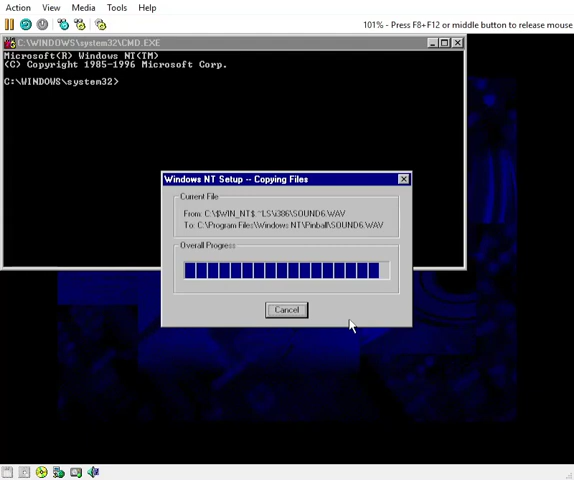 Action View Media Tools Help
101% - Press F8+F12 or middle button to release mouse
C:\WINDOWS\system32\CMD.EXE
Microsoft(R) Windows NT(TM)
(C) Copyright 1985-1996 Microsoft Corp.
C:\WINDOWS\system32>
Windows NT Setup -- Copying Files
Current File
From: C:\$WIN_NT$.~LS\i386\SOUND6.WAV
To: C:\Program Files\Windows NT\Pinball\SOUND6.WAV
Overall Progress
Cancel